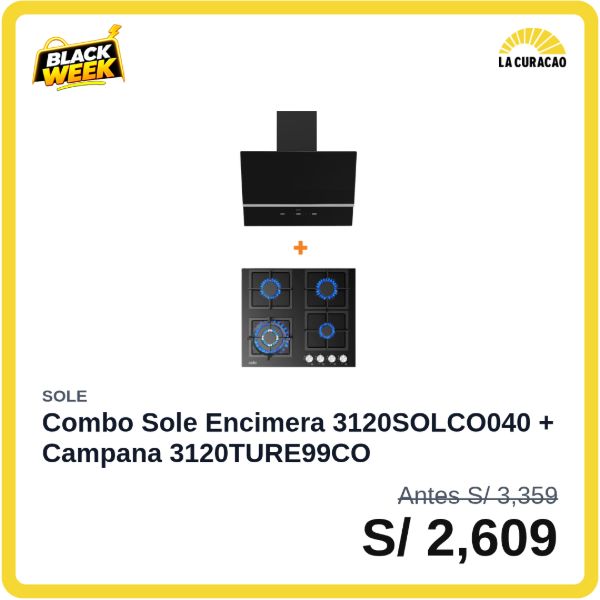 BLACK
WEEK
LA CURACAO
SOLE
Combo Sole Encimera 3120SOLCO040 +
Campana 3120TURE99CO
Antes S/ 3,359
S/ 2,609